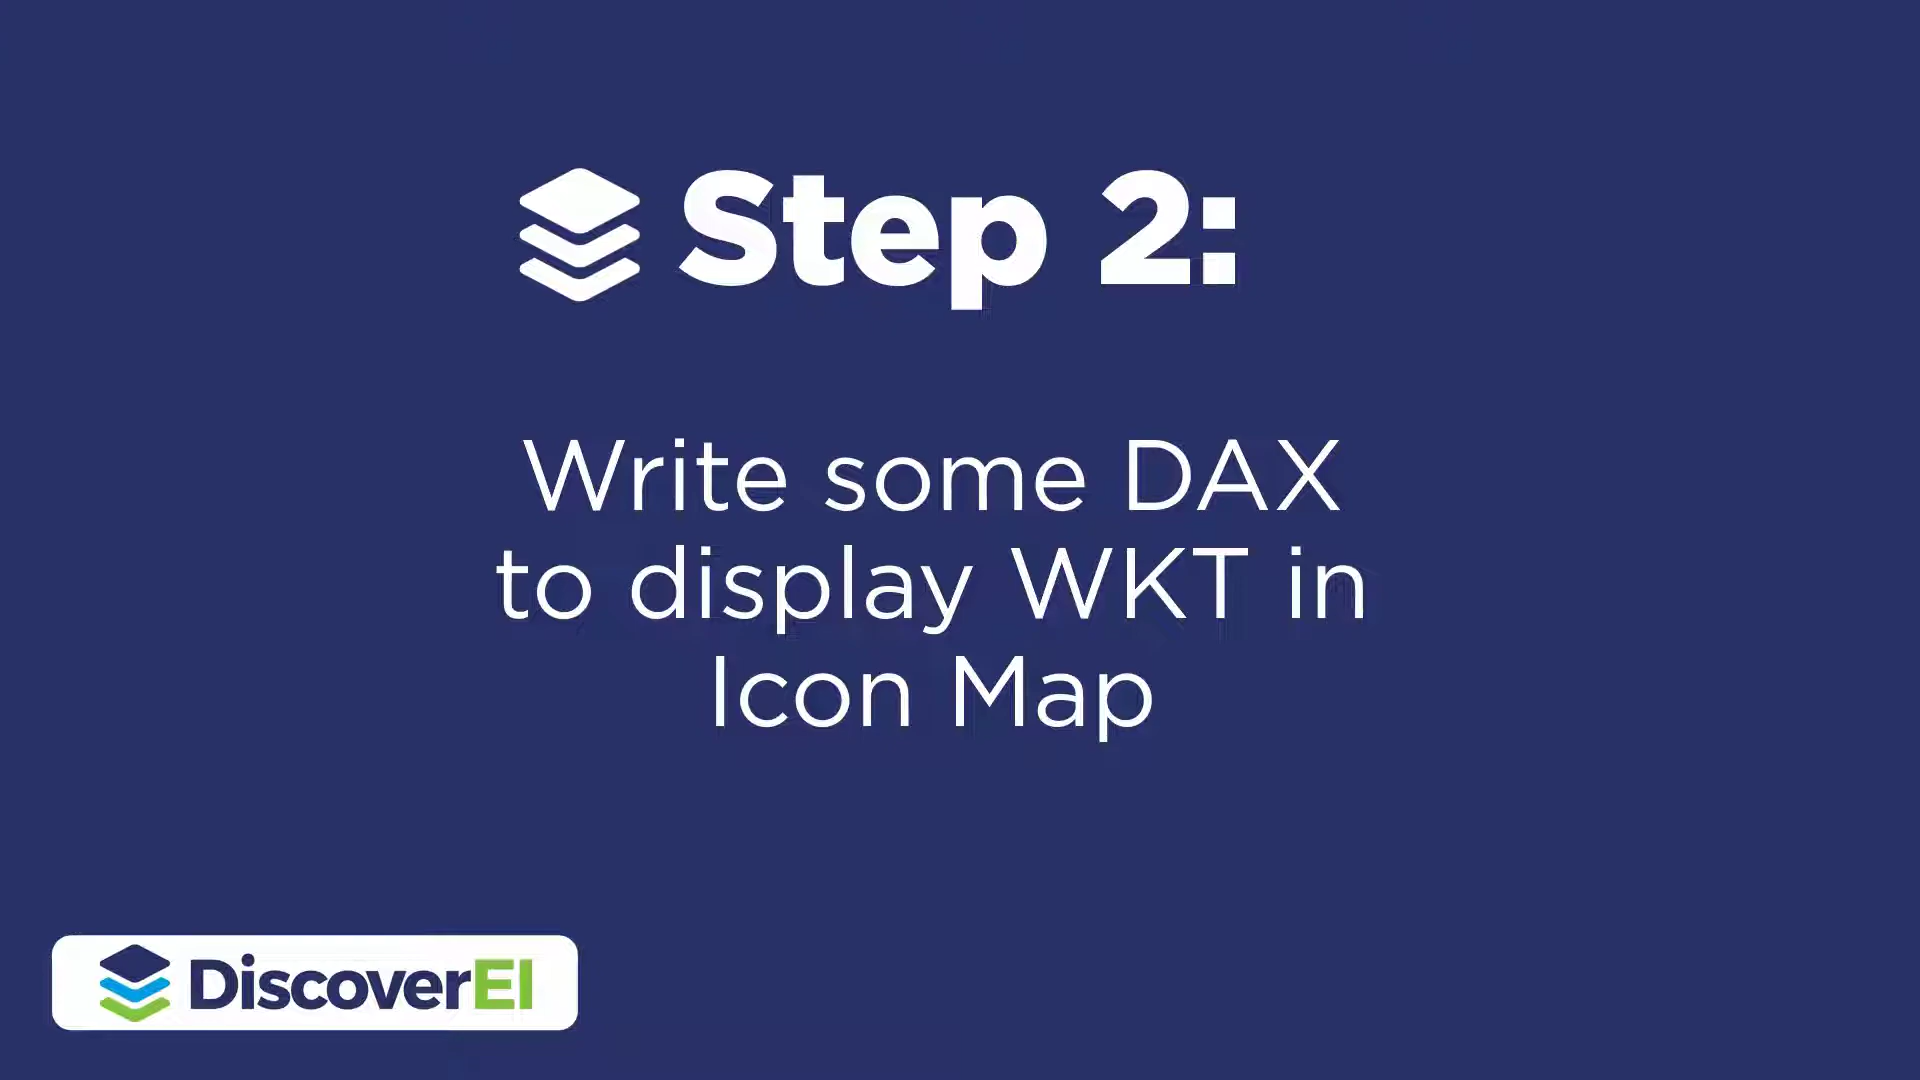 Step 2:
Write some DAX
to display WKT in
Icon Map
DiscoverEI